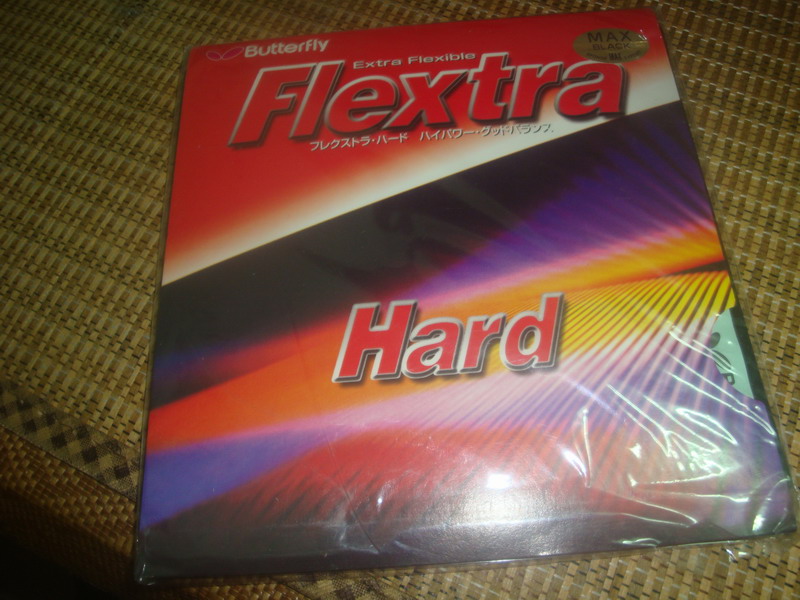 Butterfly
MAX
BLACK
Extra Flexible
Flextra
フレクストラ・ハード ハイパワー・グッドバランス
Hard